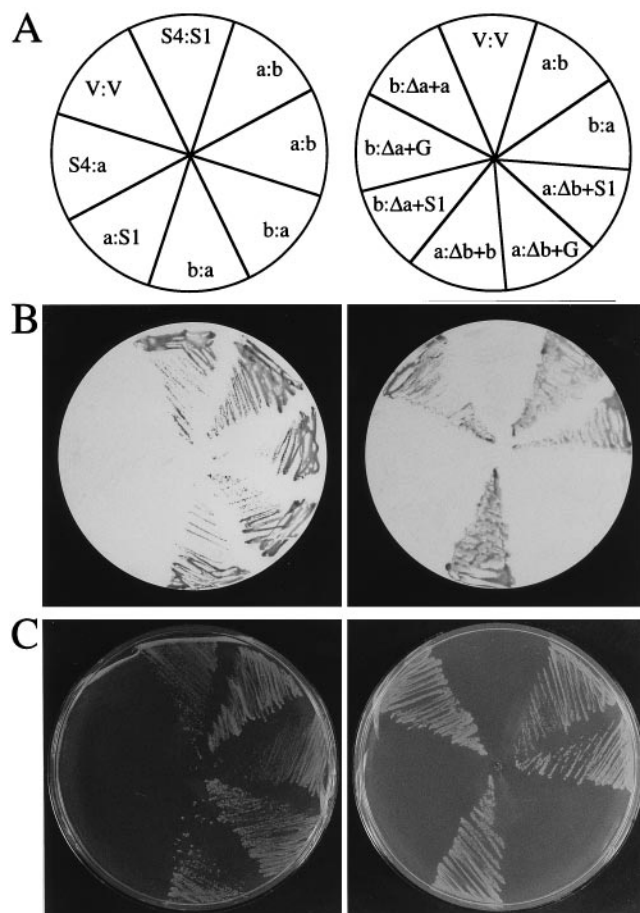 A
S4:S1
a:b
a:b
b:a
b:a
a:S1
S4:a
V:V
V:V
a:b
b:a
a:Δb+S1
a:Δb+G
a:Δb+b
b:Δa+S1
b:Δa+G
b:Δa+a
B
C